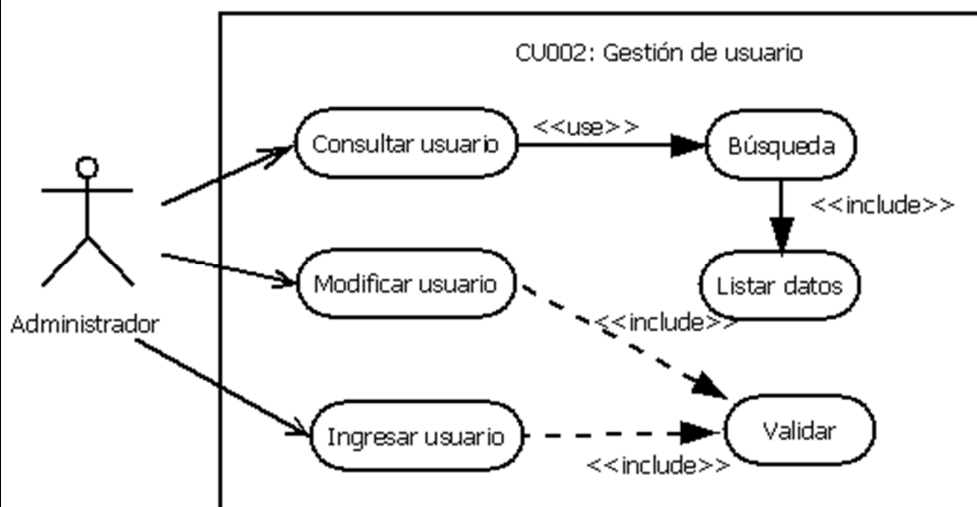 CU002: Gestión de usuario
Consultar usuario
<<use>>
Búsqueda
<<include>>
Modificar usuario
Listar datos
<<include>>
Administrador
Ingresar usuario
Validar
<<include>>